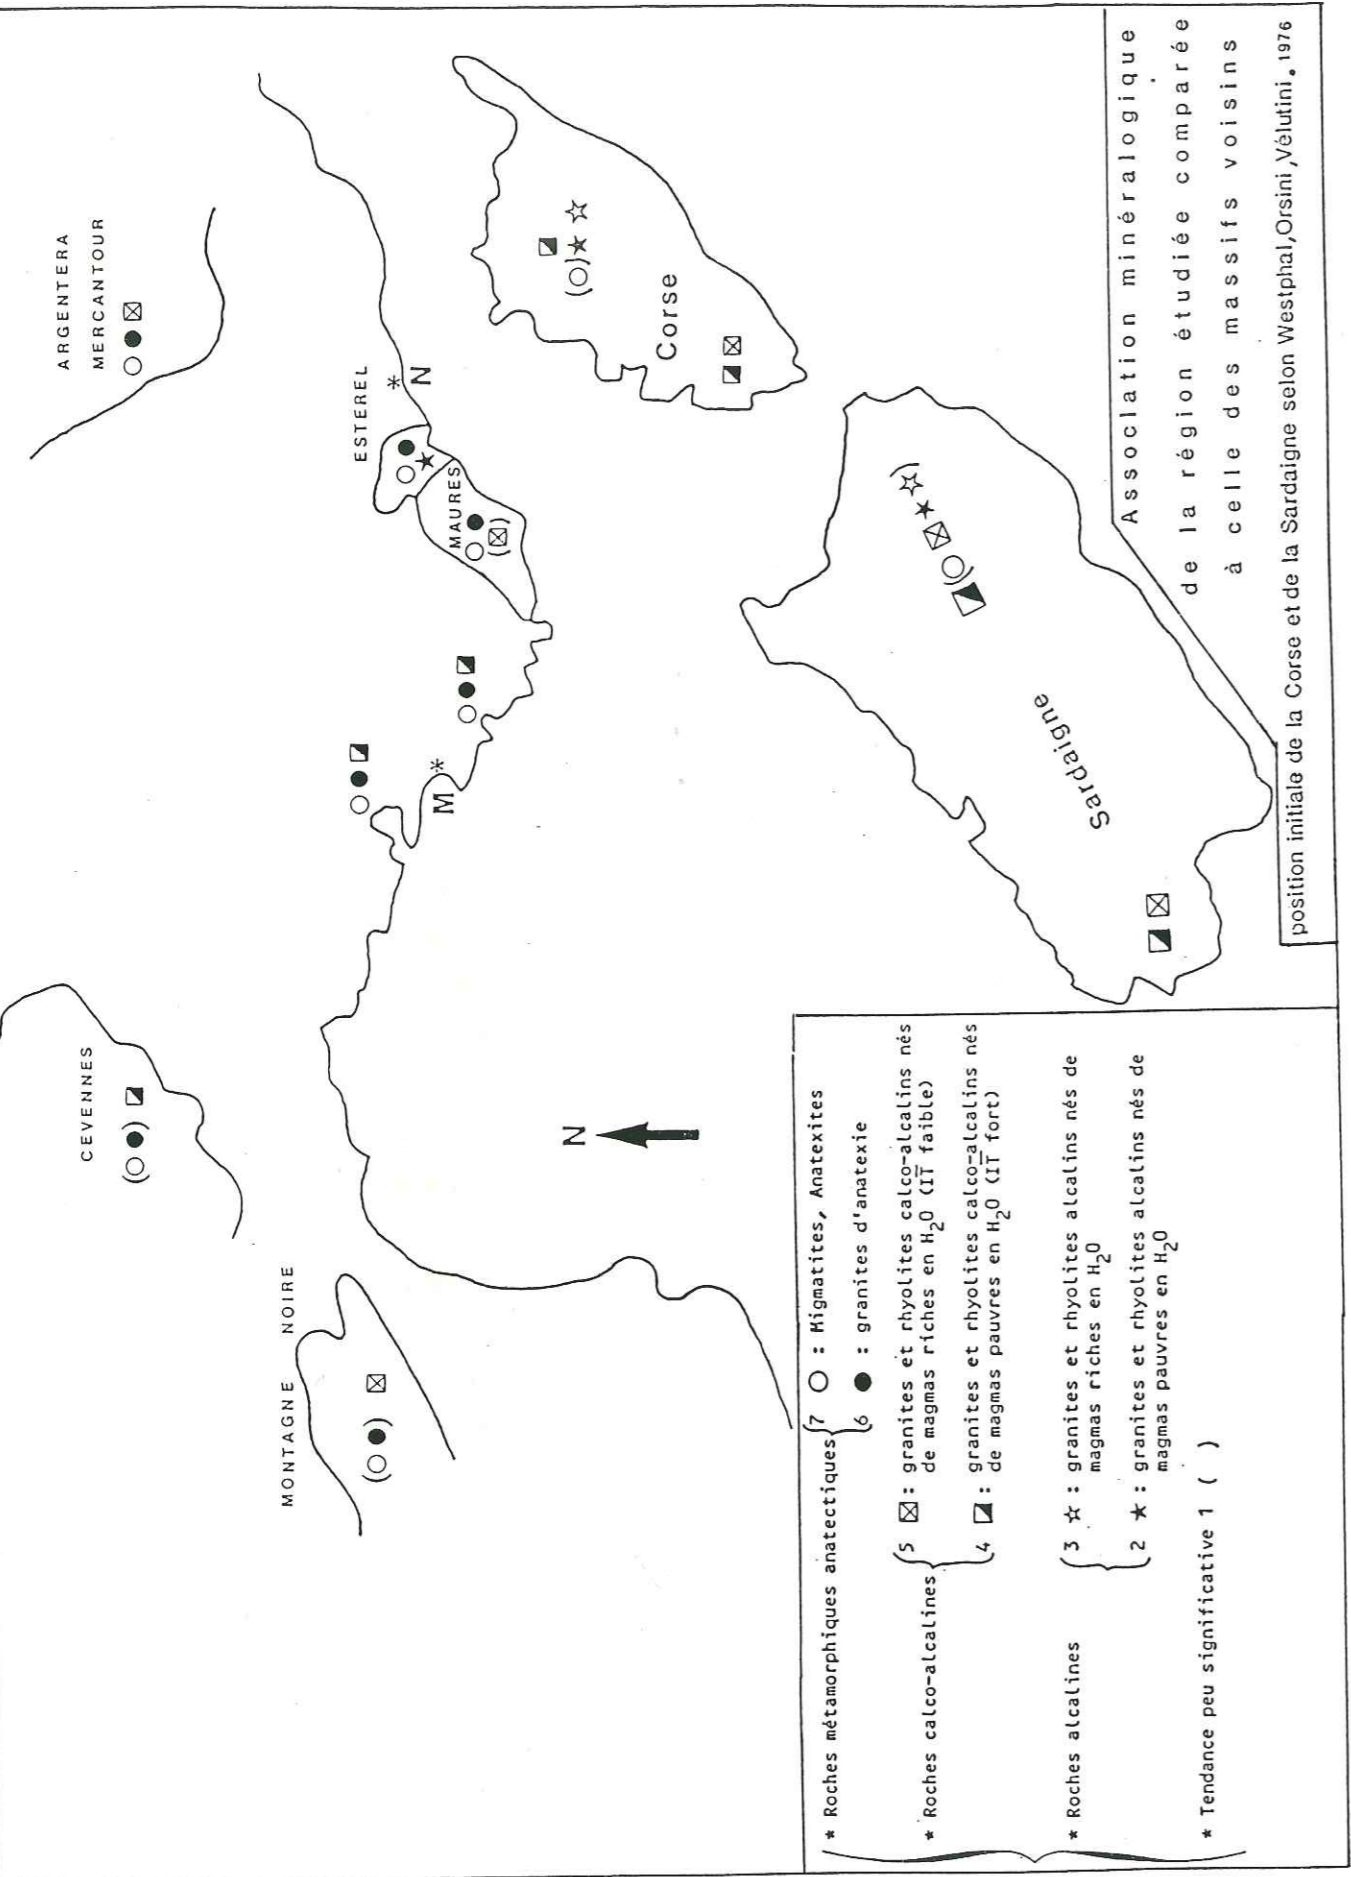 ARGENTERA
MERCANTOUR
CEVENNES
MONTAGNE NOIRE
ESTEREL
N
MAURES
M
Corse
Sardaigne
N
Association minéralogique
de la région étudiée comparée
à celle des massifs voisins
position initiale de la Corse et de la Sardaigne selon Westphal,Orsini,Vélutini.1976
* Roches métamorphiques anatectiques
7 ○ : Migmatites, Anatexites
6 ● : granites d'anatexie
* Roches calco-alcalines
5 ⊠ : granites et rhyolites calco-alcalins nés
de magmas riches en H2O (IT̅ faible)
4 ◪ : granites et rhyolites calco-alcalins nés
de magmas pauvres en H2O (IT̅ fort)
* Roches alcalines
3 ☆ : granites et rhyolites alcalins nés de
magmas riches en H2O
2 ★ : granites et rhyolites alcalins nés de
magmas pauvres en H2O
* Tendance peu significative 1 ( )